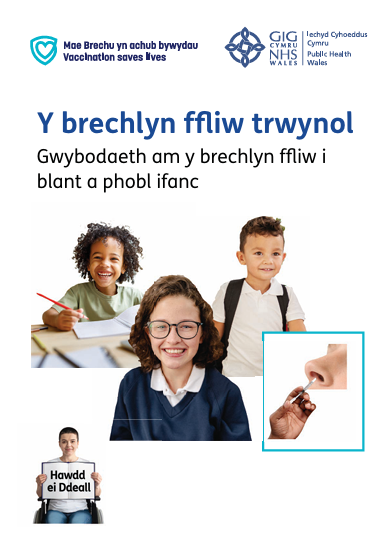 Mae Brechu yn achub bywydau
Vaccination saves lives
GIG
CYMRU
NHS
WALES
Iechyd Cyhoeddus
Cymru
Public Health
Wales
Y brechlyn ffliw trwynol
Gwybodaeth am y brechlyn ffliw i
blant a phobl ifanc
Hawdd
ei Ddeall